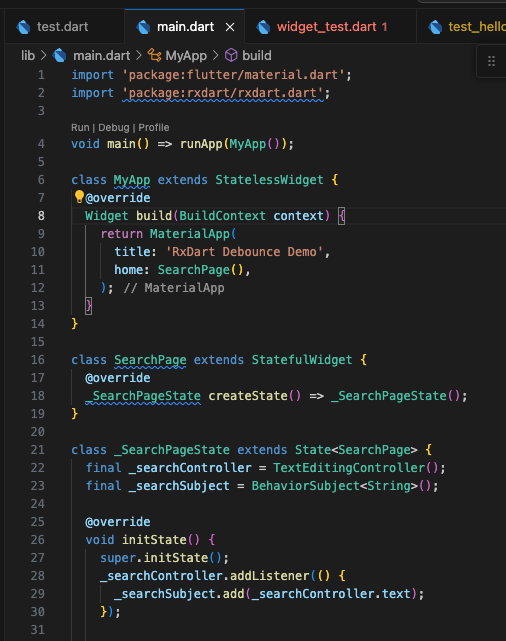 test.dart main.dart × widget_test.dart 1 test_hello
lib > main.dart > MyApp > build
1 import 'package:flutter/material.dart';
2 import 'package:rxdart/rxdart.dart';
3
Run | Debug | Profile
4 void main() => runApp(MyApp());
5
6 class MyApp extends StatelessWidget {
7 @override
8 Widget build(BuildContext context) {
9 return MaterialApp(
10 title: 'RxDart Debounce Demo',
11 home: SearchPage(),
12 ); // MaterialApp
13 }
14 }
15
16 class SearchPage extends StatefulWidget {
17 @override
18 _SearchPageState createState() => _SearchPageState();
19 }
20
21 class _SearchPageState extends State<SearchPage> {
22 final _searchController = TextEditingController();
23 final _searchSubject = BehaviorSubject<String>();
24
25 @override
26 void initState() {
27 super.initState();
28 _searchController.addListener(() {
29 _searchSubject.add(_searchController.text);
30 });
31